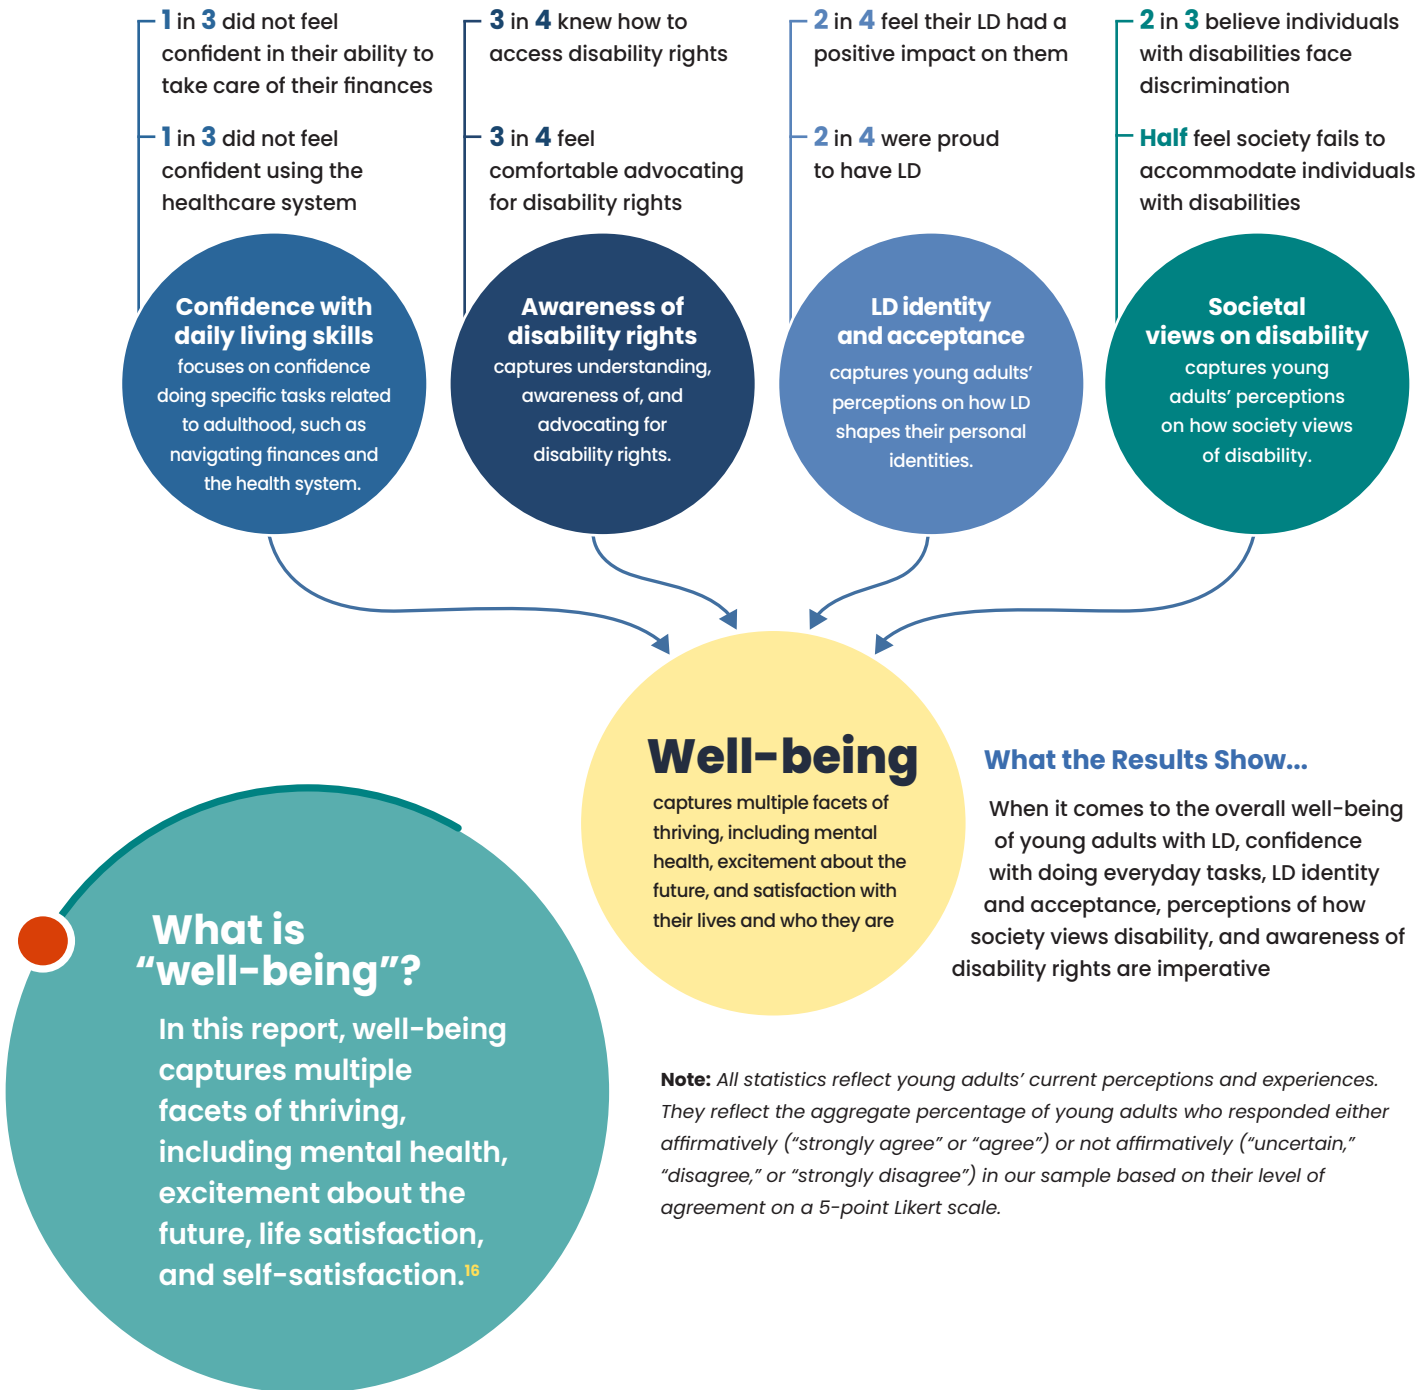 1 in 3 did not feel
confident in their ability to
take care of their finances
1 in 3 did not feel
confident using the
healthcare system
Confidence with
daily living skills
focuses on confidence
doing specific tasks related
to adulthood, such as
navigating finances and
the health system.
3 in 4 knew how to
access disability rights
3 in 4 feel
comfortable advocating
for disability rights
Awareness of
disability rights
captures understanding,
awareness of, and
advocating for
disability rights.
2 in 4 feel their LD had a
positive impact on them
2 in 4 were proud
to have LD
LD identity
and acceptance
captures young adults’
perceptions on how LD
shapes their personal
identities.
2 in 3 believe individuals
with disabilities face
discrimination
Half feel society fails to
accommodate individuals
with disabilities
Societal
views on disability
captures young
adults’ perceptions
on how society views
of disability.
Well-being
captures multiple facets of
thriving, including mental
health, excitement about the
future, and satisfaction with
their lives and who they are
What the Results Show...
When it comes to the overall well-being
of young adults with LD, confidence
with doing everyday tasks, LD identity
and acceptance, perceptions of how
society views disability, and awareness of
disability rights are imperative
What is
“well-being”?
In this report, well-being
captures multiple
facets of thriving,
including mental health,
excitement about the
future, life satisfaction,
and self-satisfaction.16
Note: All statistics reflect young adults’ current perceptions and experiences.
They reflect the aggregate percentage of young adults who responded either
affirmatively (“strongly agree” or “agree”) or not affirmatively (“uncertain,”
“disagree,” or “strongly disagree”) in our sample based on their level of
agreement on a 5-point Likert scale.